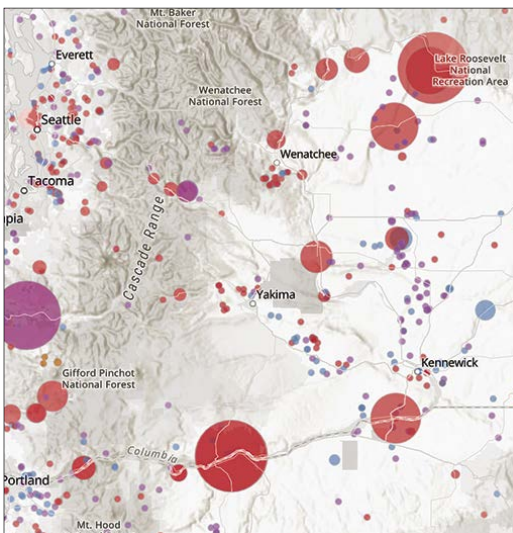 Mt. Baker
National Forest
Everett
Lake Roosevelt
National
Recreation Area
Wenatchee
National Forest
Seattle
Wenatchee
Tacoma
pia
Cascade Range
Yakima
Gifford Pinchot
National Forest
Kennewick
Columbia
Portland
Mt. Hood